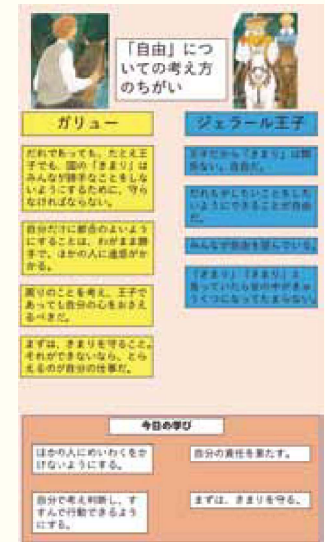 「自由」につ
いての考え方
のちがい
ガリュー
ジェラール王子
だれであっても、たとえ王
子でも、国の「きまり」は
みんなが勝手なことをしな
いようにするために、守ら
なければならない。
自分だけに都合のよいよう
にすることは、わがまま勝
手で、ほかの人に迷惑がか
かる。
周りのことを考え、王子で
あっても自分の心をおさえ
るべきだ。
まずは、きまりを守ること。
それができないなら、とら
えるのが自分の仕事だ。
王子だから「きまり」は関
係ない。自由だ。
だれもがしたいことをした
いようにできることが自由
だ。
みんなが自由を望んでいる。
「きまり」「きまり」と
言っていたら世の中がきゅ
うくつになってたまらない。
今日の学び
ほかの人にめいわくをか
けないようにする。
自分の責任を果たす。
自分で考え判断し、す
すんで行動できるよう
にする。
まずは、きまりを守る。